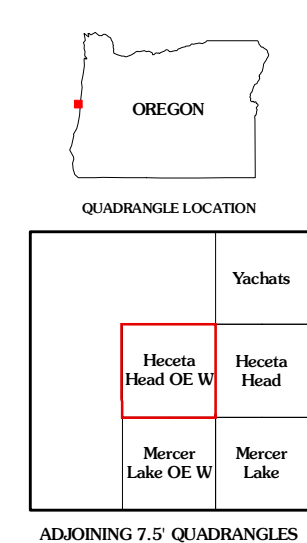 OREGON
QUADRANGLE LOCATION
Yachats
Heceta
Head OE W
Heceta
Head
Mercer
Lake OE W
Mercer
Lake
ADJOINING 7.5' QUADRANGLES